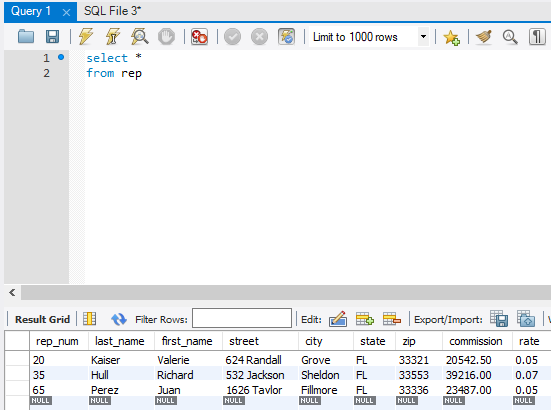 Query 1 SQL File 3*
Limit to 1000 rows
1 select *
2 from rep
Result Grid Filter Rows: Edit: Export/Import:
rep_num last_name first_name street city state zip commission rate
20 Kaiser Valerie 624 Randall Grove FL 33321 20542.50 0.05
35 Hull Richard 532 Jackson Sheldon FL 33553 39216.00 0.07
65 Perez Juan 1626 Taylor Fillmore FL 33336 23487.00 0.05
NULL NULL NULL NULL NULL NULL NULL NULL NULL